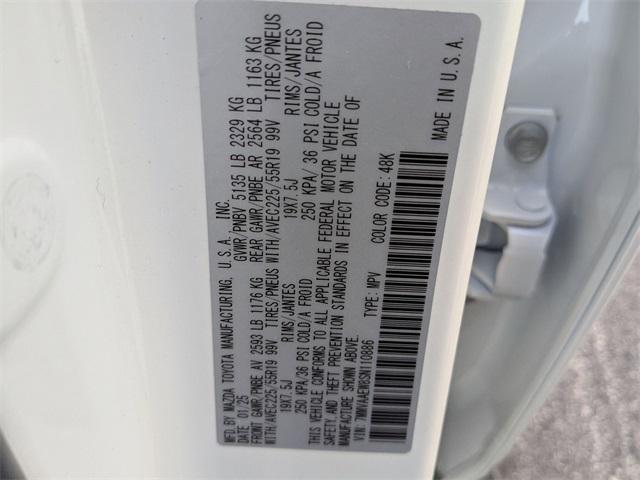 MFD. BY MAZDA TOYOTA MANUFACTURING, U.S.A. INC.
DATE 01/25 GVWR/PNBV 5135 LB 2329 KG
FRONT GAWR/PNBE AV 2593 LB 1176 KG REAR GAWR/PNBE AR 2564 LB 1163 KG
WITH/AVEC225/55R19 99V TIRES/PNEUS WITH/AVEC225/55R19 99V TIRES/PNEUS
19X7.5J RIMS/JANTES 19X7.5J RIMS/JANTES
250 KPA/36 PSI COLD/A FROID 250 KPA/ 36 PSI COLD/A FROID
THIS VEHICLE CONFORMS TO ALL APPLICABLE FEDERAL MOTOR VEHICLE
SAFETY, AND THEFT PREVENTION STANDARDS IN EFFECT ON THE DATE OF
MANUFACTURE SHOWN ABOVE.
VIN: 7MMVAAEW8SN110886 TYPE: MPV COLOR CODE: 48K
MADE IN U.S.A.